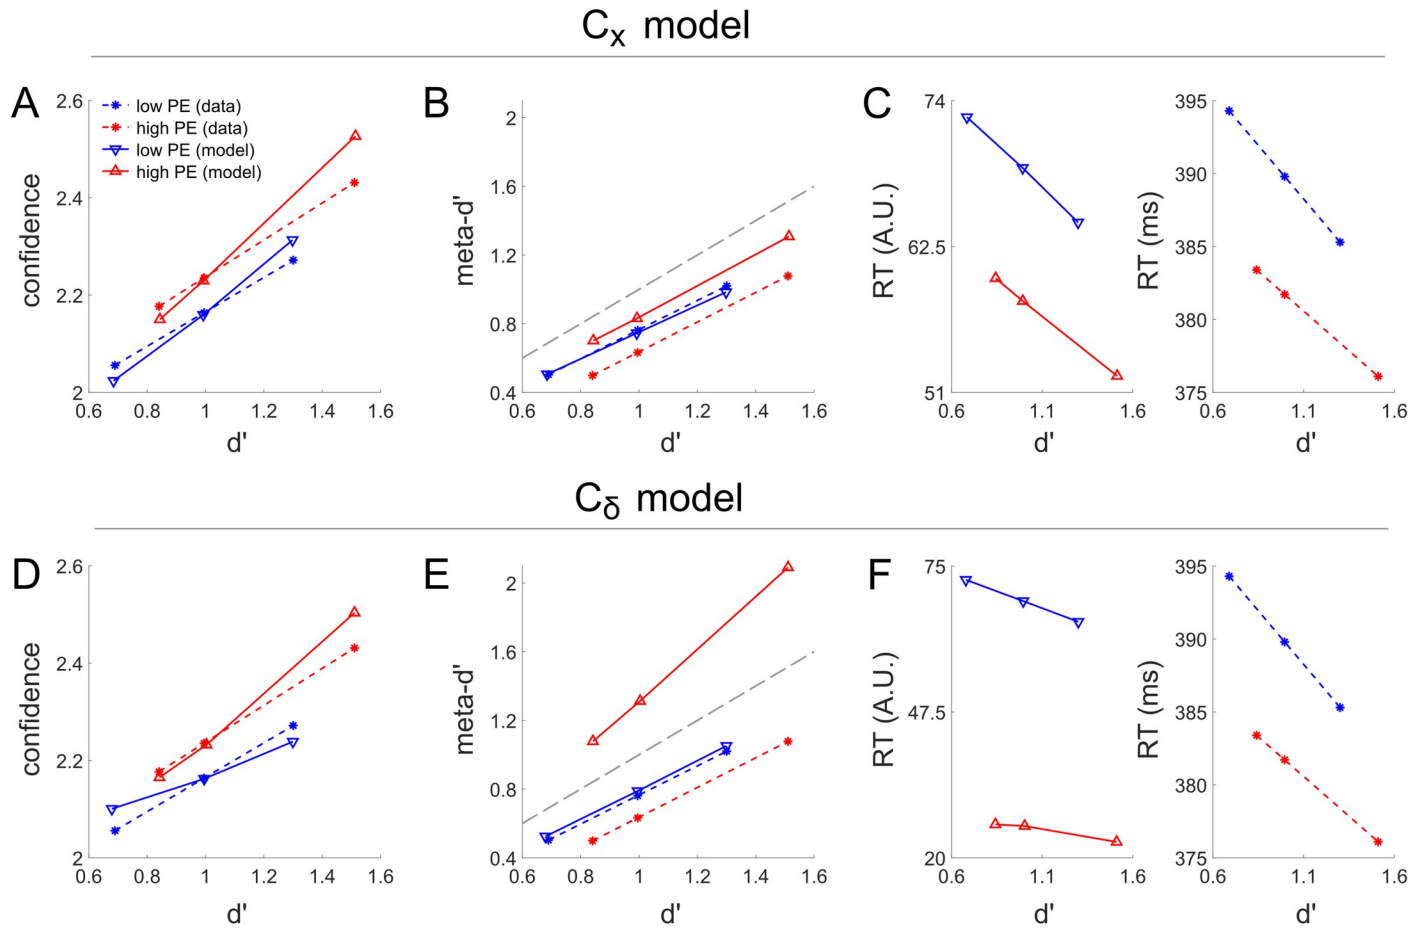 Cx model
A
2.6
2.4
2.2
2
confidence
low PE (data)
high PE (data)
low PE (model)
high PE (model)
0.6 0.8 1 1.2 1.4 1.6
d'
B
2
1.6
1.2
0.8
0.4
meta-d'
0.6 0.8 1 1.2 1.4 1.6
d'
C
74
62.5
51
RT (A.U.)
0.6 1.1 1.6
d'
395
390
385
380
375
RT (ms)
0.6 1.1 1.6
d'
Cδ model
D
2.6
2.4
2.2
2
confidence
0.6 0.8 1 1.2 1.4 1.6
d'
E
2
1.6
1.2
0.8
0.4
meta-d'
0.6 0.8 1 1.2 1.4 1.6
d'
F
75
47.5
20
RT (A.U.)
0.6 1.1 1.6
d'
395
390
385
380
375
RT (ms)
0.6 1.1 1.6
d'